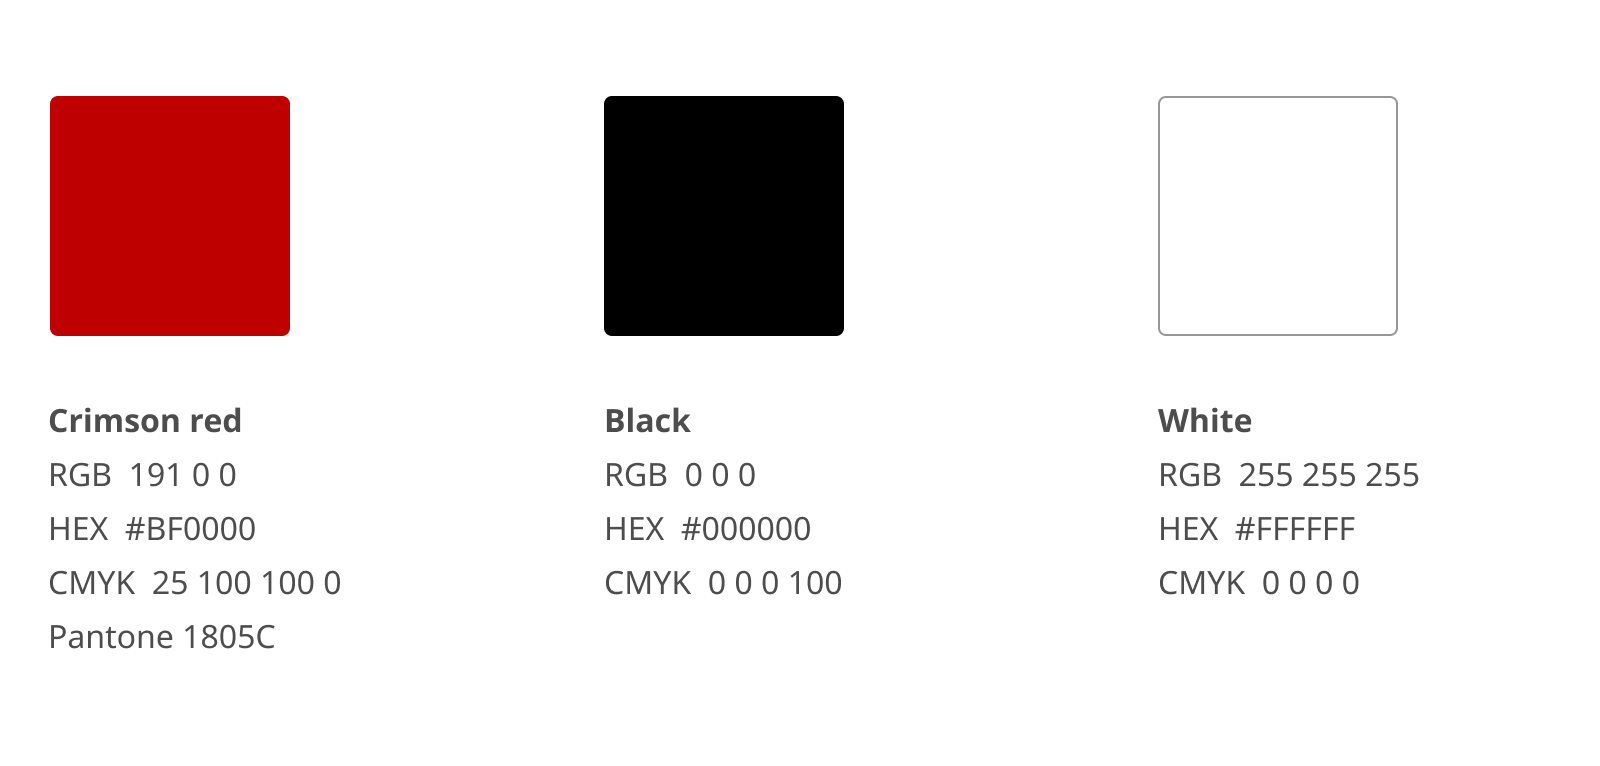 Crimson red
RGB 191 0 0
HEX #BF0000
CMYK 25 100 100 0
Pantone 1805C
Black
RGB 0 0 0
HEX #000000
CMYK 0 0 0 100
White
RGB 255 255 255
HEX #FFFFFF
CMYK 0 0 0 0